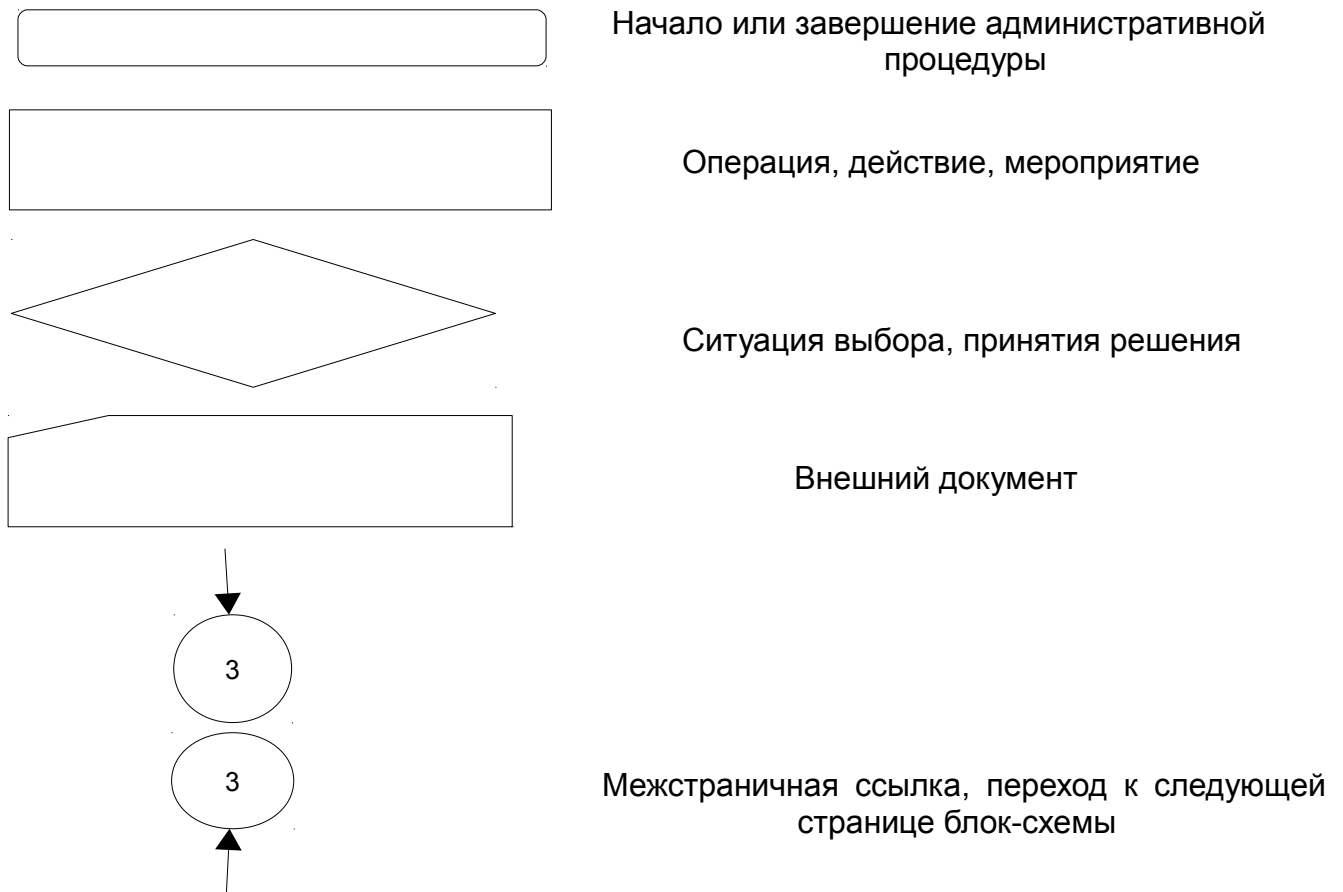 Начало или завершение административной
процедуры
Операция, действие, мероприятие
Ситуация выбора, принятия решения
Внешний документ
3
3
Межстраничная ссылка, переход к следующей
странице блок-схемы